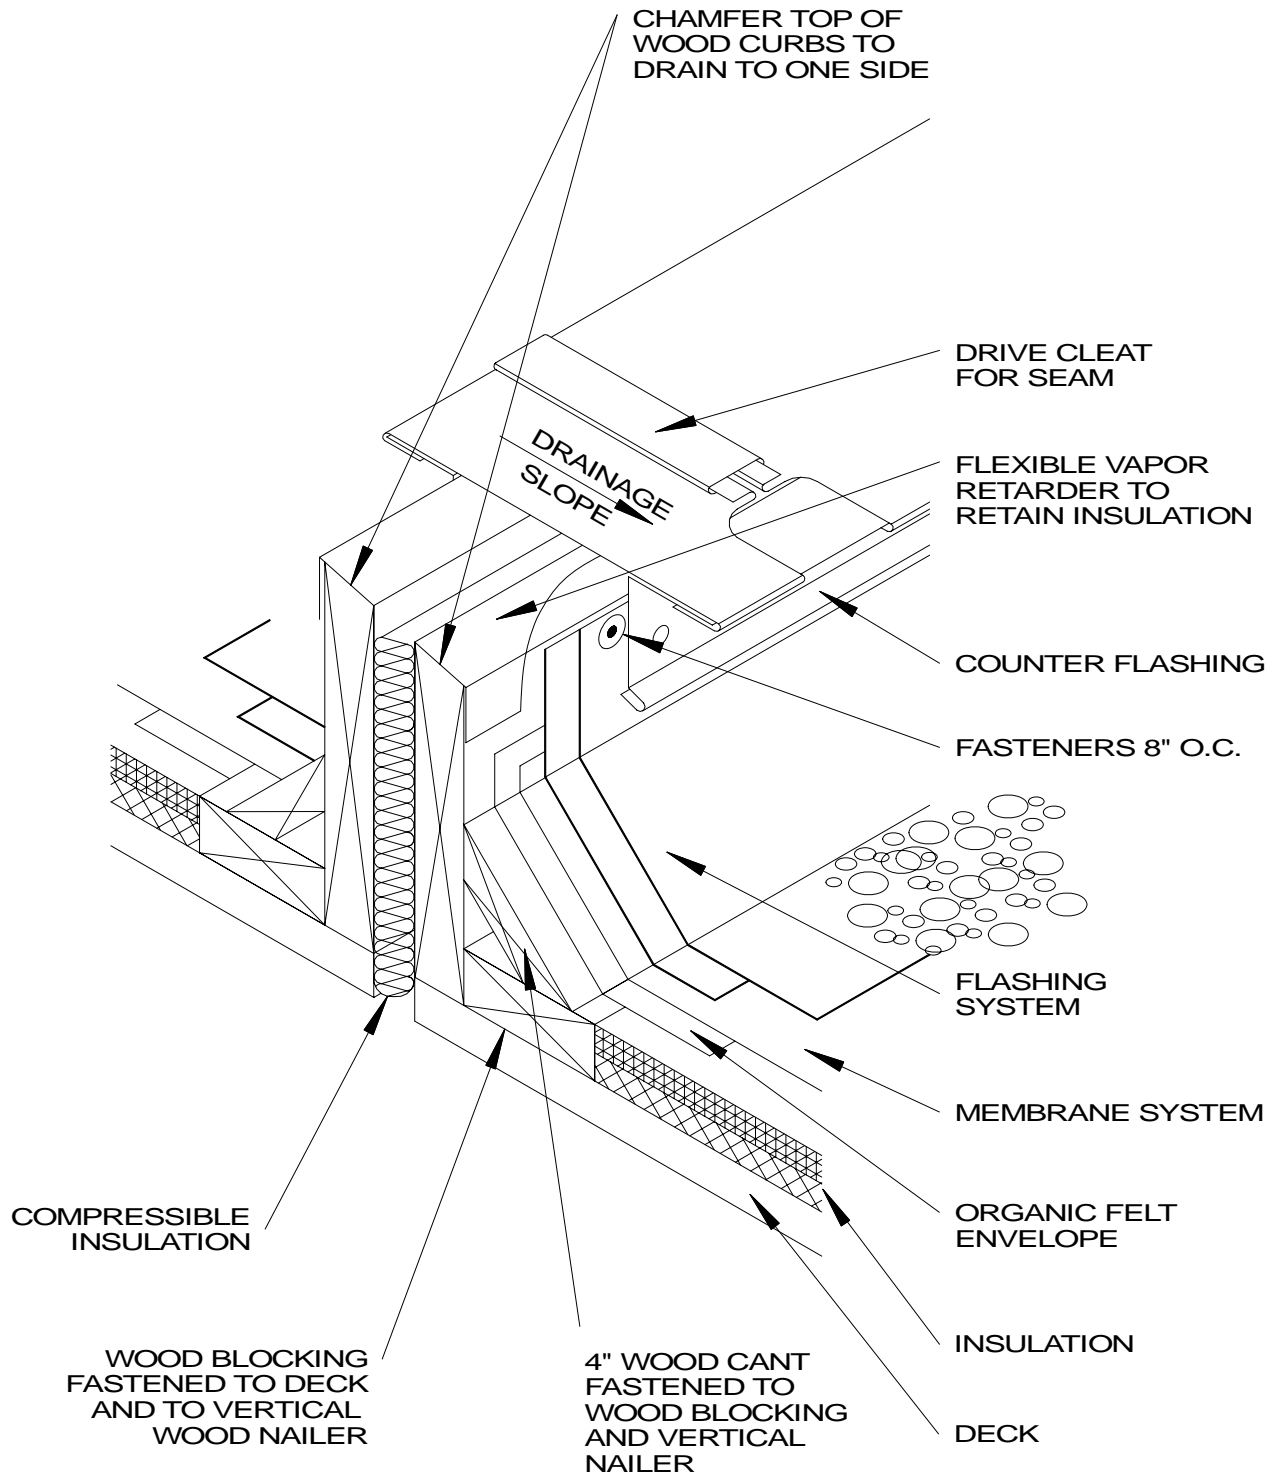 CHAMFER TOP OF
WOOD CURBS TO
DRAIN TO ONE SIDE
DRIVE CLEAT
FOR SEAM
DRAINAGE
SLOPE
FLEXIBLE VAPOR
RETARDER TO
RETAIN INSULATION
COUNTER FLASHING
FASTENERS 8" O.C.
FLASHING
SYSTEM
MEMBRANE SYSTEM
ORGANIC FELT
ENVELOPE
INSULATION
DECK
COMPRESSIBLE
INSULATION
WOOD BLOCKING
FASTENED TO DECK
AND TO VERTICAL
WOOD NAILER
4" WOOD CANT
FASTENED TO
WOOD BLOCKING
AND VERTICAL
NAILER